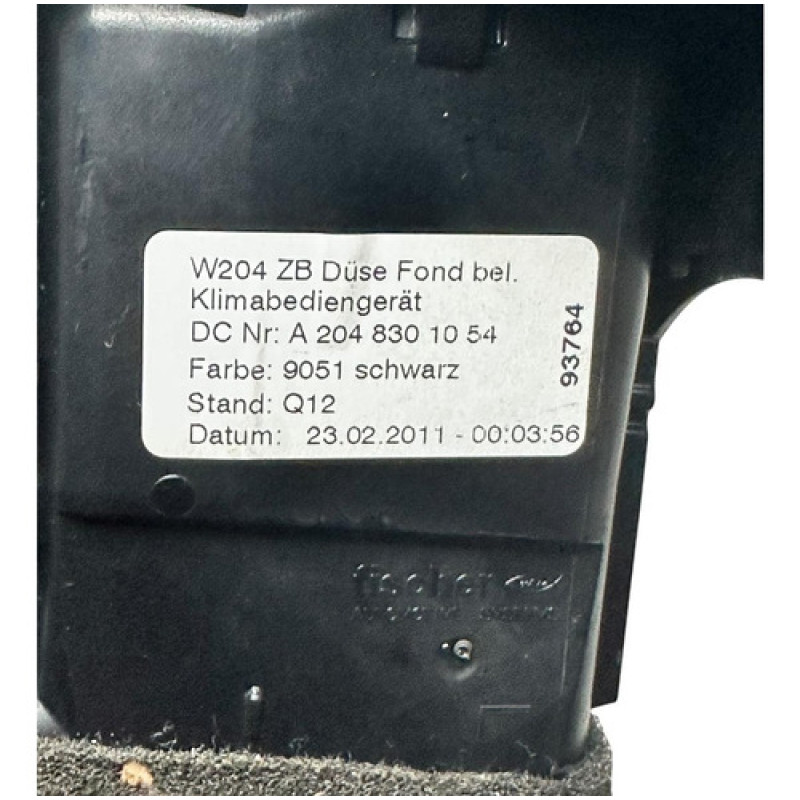 W204 ZB Düse Fond bel.
Klimabediengerät
DC Nr: A 204 830 10 54
Farbe: 9051 schwarz
Stand: Q12
Datum: 23.02.2011 - 00:03:56
93764
fischer